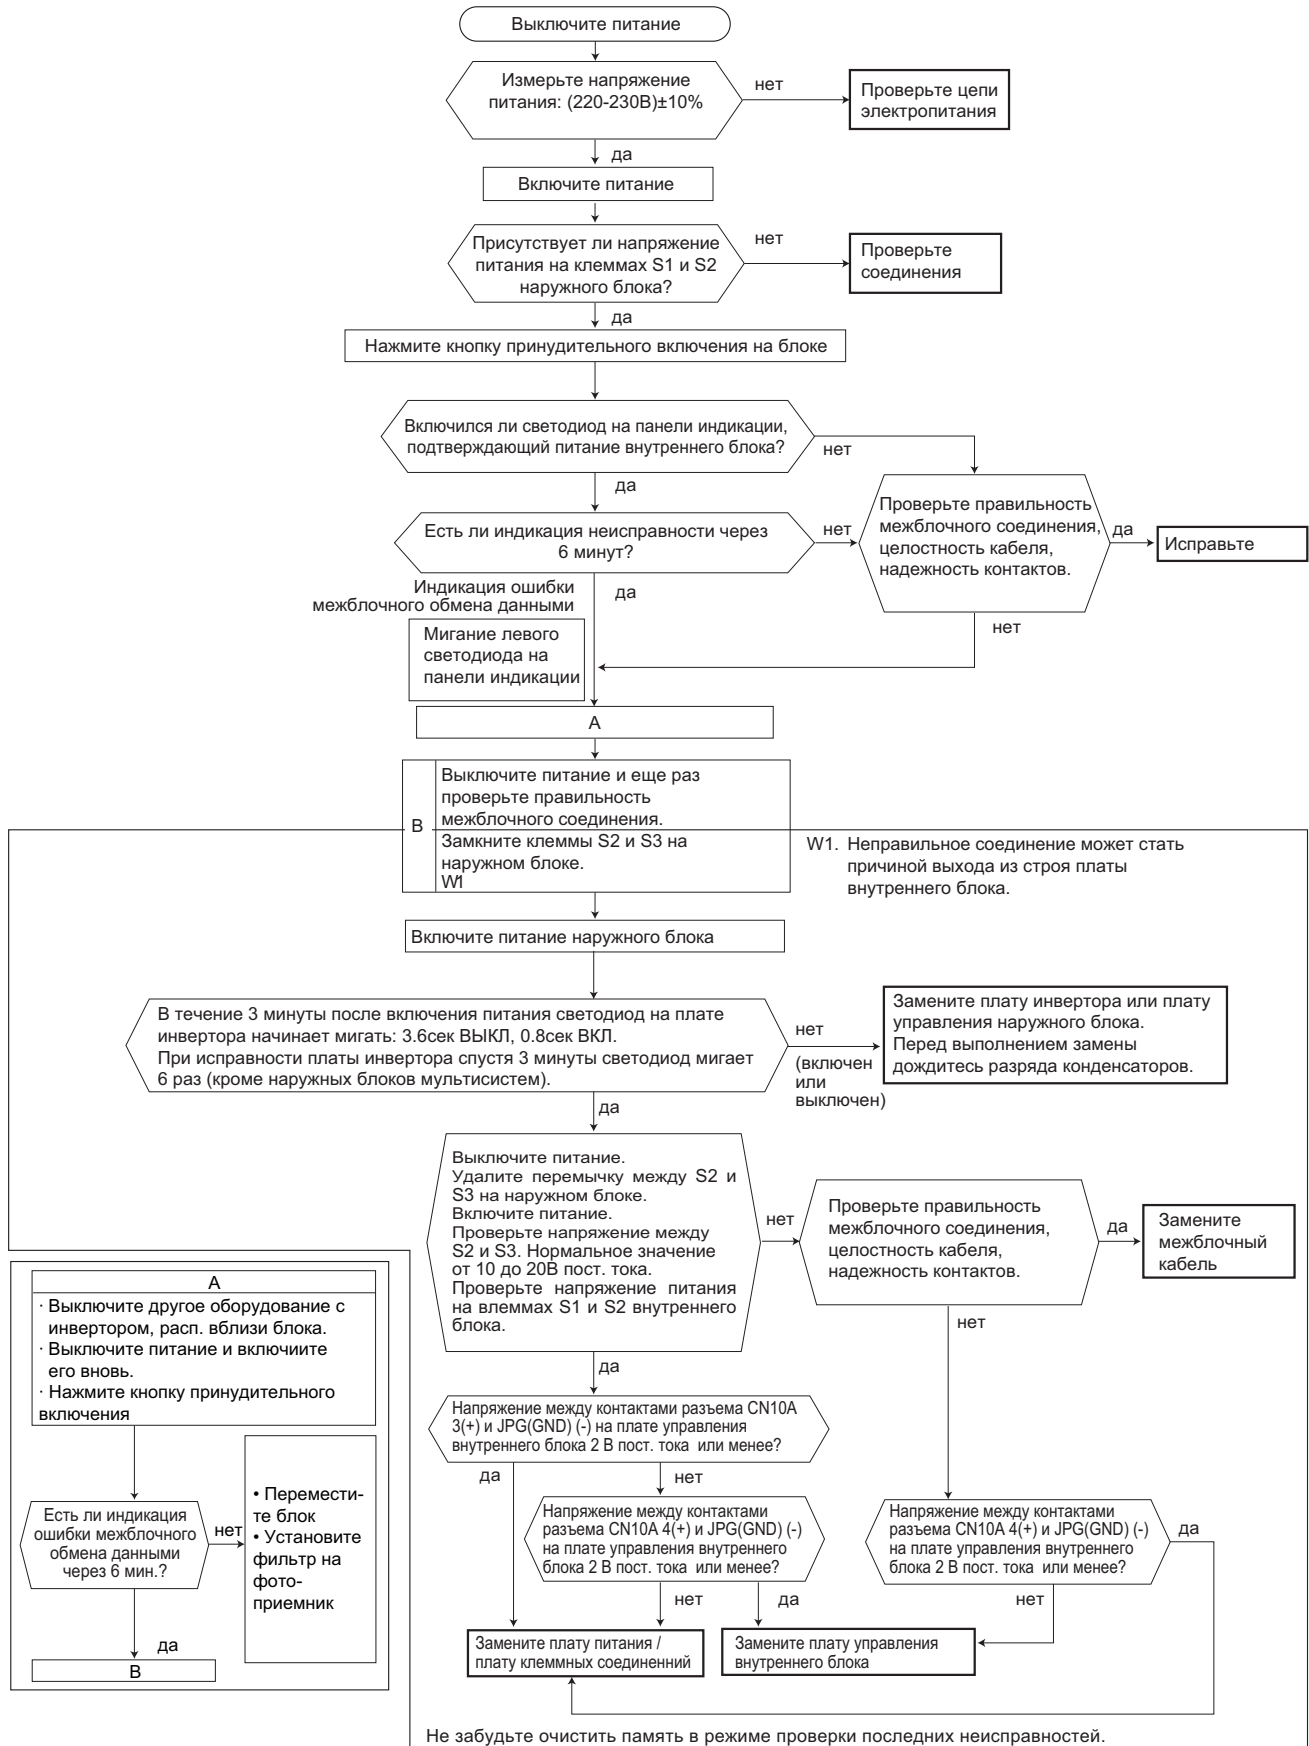 Выключите питание
Измерьте напряжение
питания: (220-230В)±10%
нет
Проверьте цепи
электропитания
да
Включите питание
Присутствует ли напряжение
питания на клеммах S1 и S2
наружного блока?
нет
Проверьте
соединения
да
Нажмите кнопку принудительного включения на блоке
Включился ли светодиод на панели индикации,
подтверждающий питание внутреннего блока?
нет
да
Есть ли индикация неисправности через
6 минут?
нет
Проверьте правильность
межблочного соединения,
целостность кабеля,
надежность контактов.
да
Исправьте
Индикация ошибки
межблочного обмена данными
да
нет
Мигание левого
светодиода на
панели индикации
A
B
Выключите питание и еще раз
проверьте правильность
межблочного соединения.
Замкните клеммы S2 и S3 на
наружном блоке.
W1
W1. Неправильное соединение может стать
причиной выхода из строя платы
внутреннего блока.
Включите питание наружного блока
В течение 3 минуты после включения питания светодиод на плате
инвертора начинает мигать: 3.6сек ВЫКЛ, 0.8сек ВКЛ.
При исправности платы инвертора спустя 3 минуты светодиод мигает
6 раз (кроме наружных блоков мультисистем).
нет
(включен
или
выключен)
Замените плату инвертора или плату
управления наружного блока.
Перед выполнением замены
дождитесь разряда конденсаторов.
да
Выключите питание.
Удалите перемычку между S2 и
S3 на наружном блоке.
Включите питание.
Проверьте напряжение между
S2 и S3. Нормальное значение
от 10 до 20В пост. тока.
Проверьте напряжение питания
на влеммах S1 и S2 внутреннего
блока.
нет
Проверьте правильность
межблочного соединения,
целостность кабеля,
надежность контактов.
да
Замените
межблочный
кабель
нет
да
A
· Выключите другое оборудование с
инвертором, расп. вблизи блока.
· Выключите питание и включиите
его вновь.
· Нажмите кнопку принудительного
включения
Есть ли индикация
ошибки межблочного
обмена данными
через 6 мин.?
нет
• Перемести-
те блок
• Установите
фильтр на
фото-
приемник
да
B
Напряжение между контактами разъема CN10A
3(+) и JPG(GND) (-) на плате управления
внутреннего блока 2 В пост. тока или менее?
да
нет
Напряжение между контактами
разъема CN10A 4(+) и JPG(GND) (-)
на плате управления внутреннего
блока 2 В пост. тока или менее?
Напряжение между контактами
разъема CN10A 4(+) и JPG(GND) (-)
на плате управления внутреннего
блока 2 В пост. тока или менее?
да
нет
да
нет
Замените плату питания /
плату клеммных соединенний
Замените плату управления
внутреннего блока
Не забудьте очистить память в режиме проверки последних неисправностей.